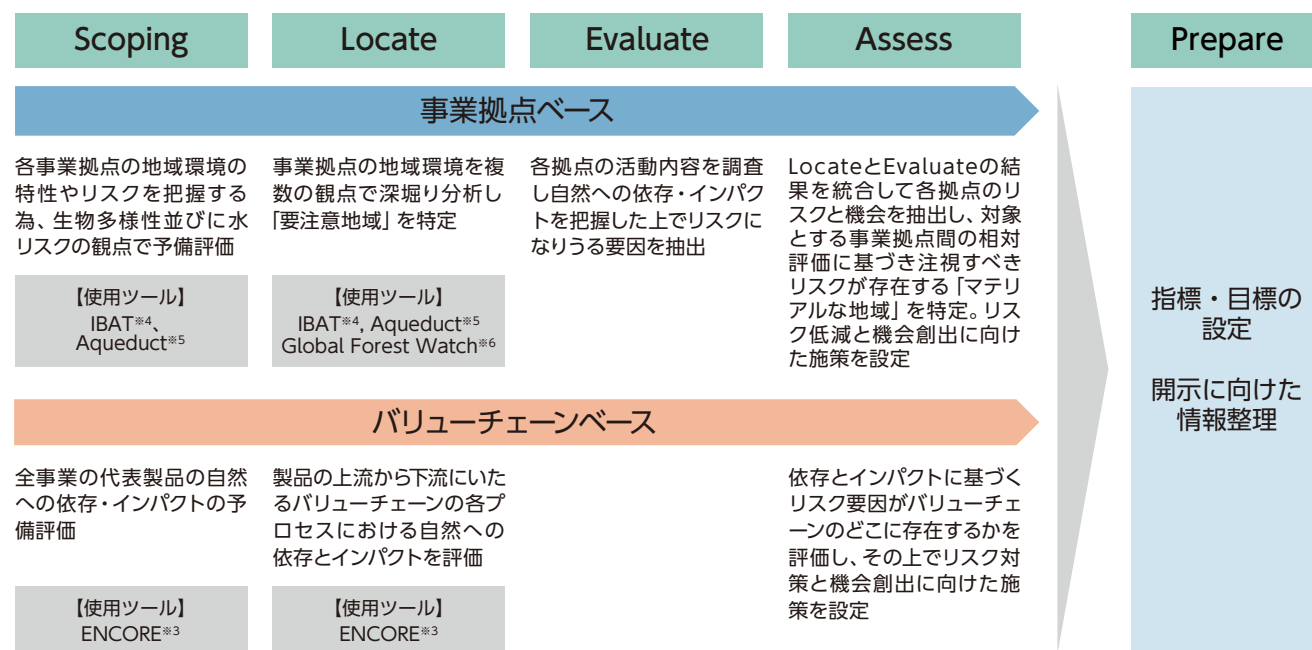 Scoping
Locate
Evaluate
Assess
Prepare
事業拠点ベース
各事業拠点の地域環境の
特性やリスクを把握する
為、生物多様性並びに水
リスクの観点で予備評価
【使用ツール】
IBAT※4、
Aqueduct※5
事業拠点の地域環境を複
数の観点で深堀り分析し
「要注意地域」を特定
【使用ツール】
IBAT※4, Aqueduct※5
Global Forest Watch※6
各拠点の活動内容を調査
し自然への依存・インパク
トを把握した上でリスクに
なりうる要因を抽出
LocateとEvaluateの結
果を統合して各拠点のリ
スクと機会を抽出し、対象
とする事業拠点間の相対
評価に基づき注視すべき
リスクが存在する「マテリ
アルな地域」を特定。リス
ク低減と機会創出に向け
た施策を設定
バリューチェーンベース
全事業の代表製品の自然
への依存・インパクトの予
備評価
【使用ツール】
ENCORE※3
製品の上流から下流にいた
るバリューチェーンの各プ
ロセスにおける自然への
依存とインパクトを評価
【使用ツール】
ENCORE※3
依存とインパクトに基づく
リスク要因がバリューチェ
ーンのどこに存在するかを
評価し、その上でリスク対
策と機会創出に向けた施
策を設定
指標・目標の
設定
開示に向けた
情報整理